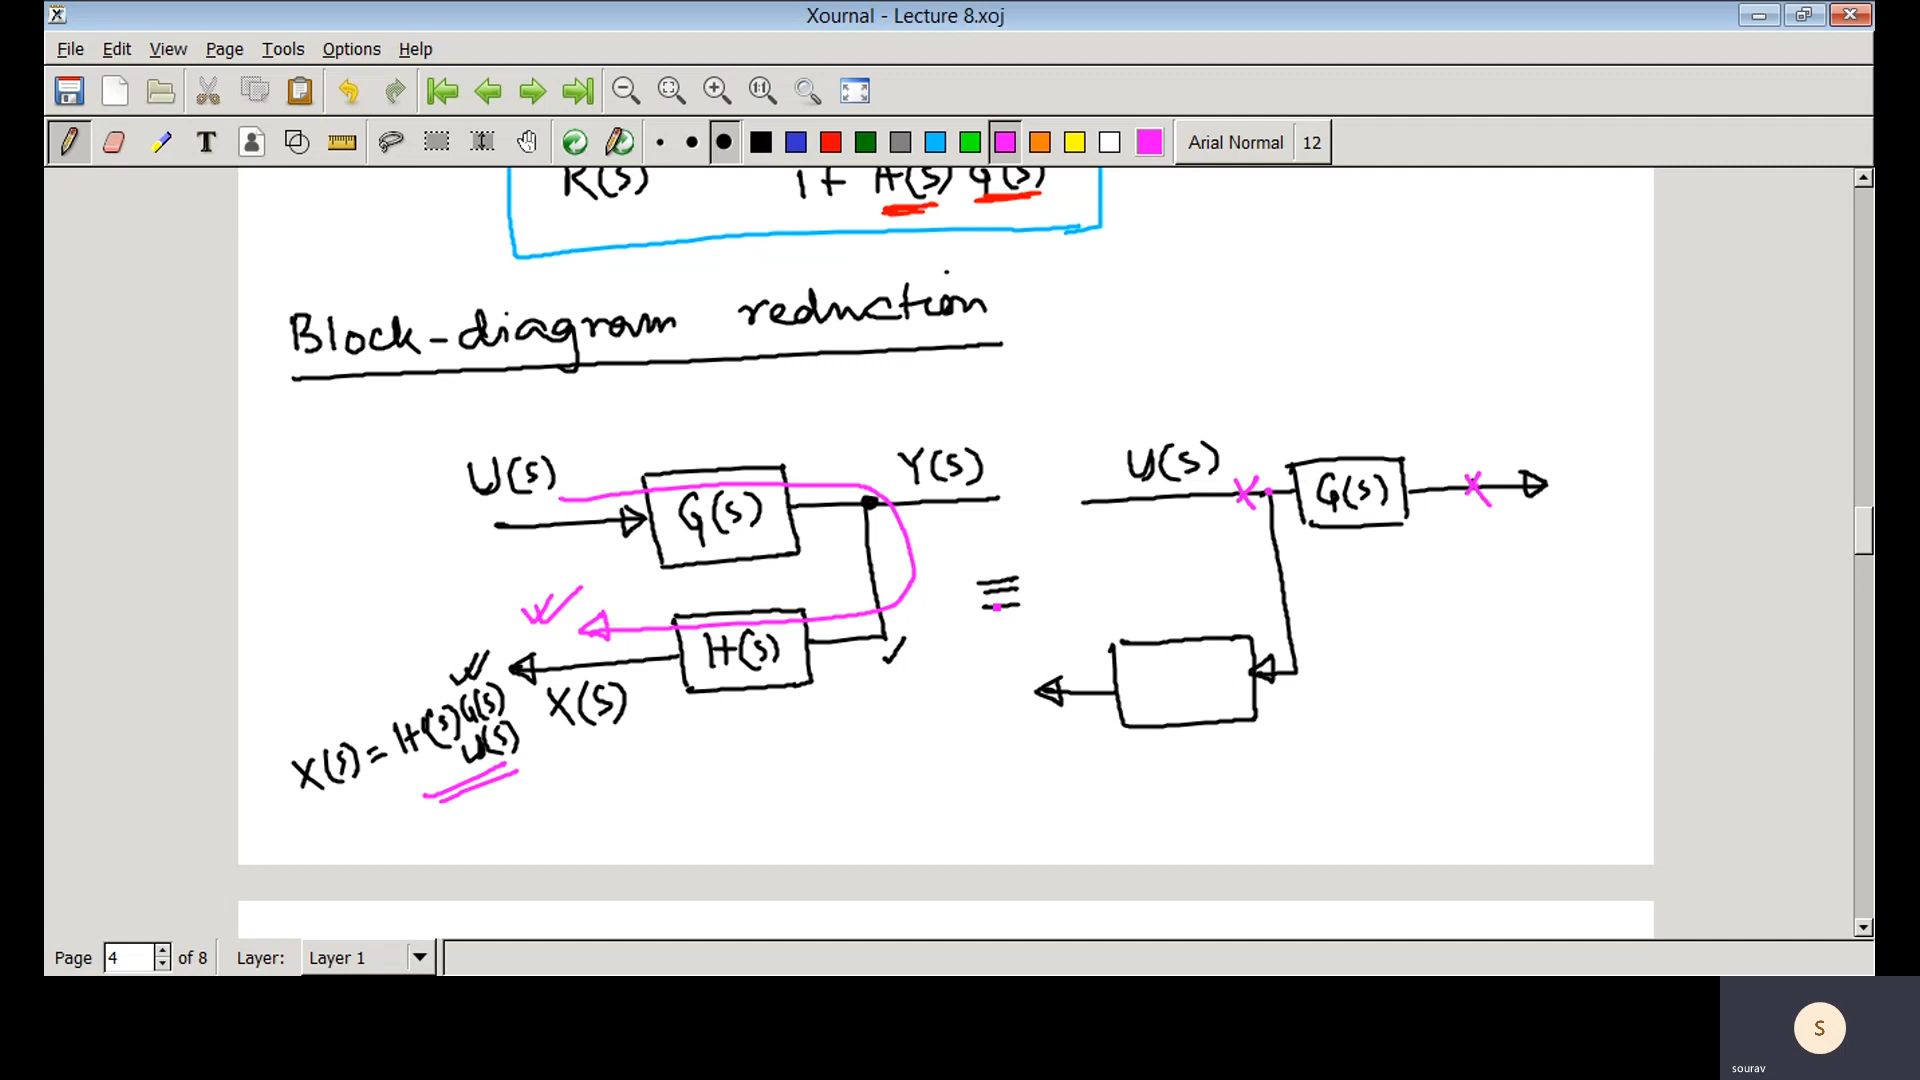 Xournal - Lecture 8.xoj
File Edit View Page Tools Options Help
Arial Normal 12
R(s) 1 + H(s) G(s)
Block-diagram reduction
U(s) G(s) Y(s) U(s) G(s)
H(s)
X(s)
X(s) = H(s) G(s)
U(s)
Page 4 of 8 Layer: Layer 1
S
sourav